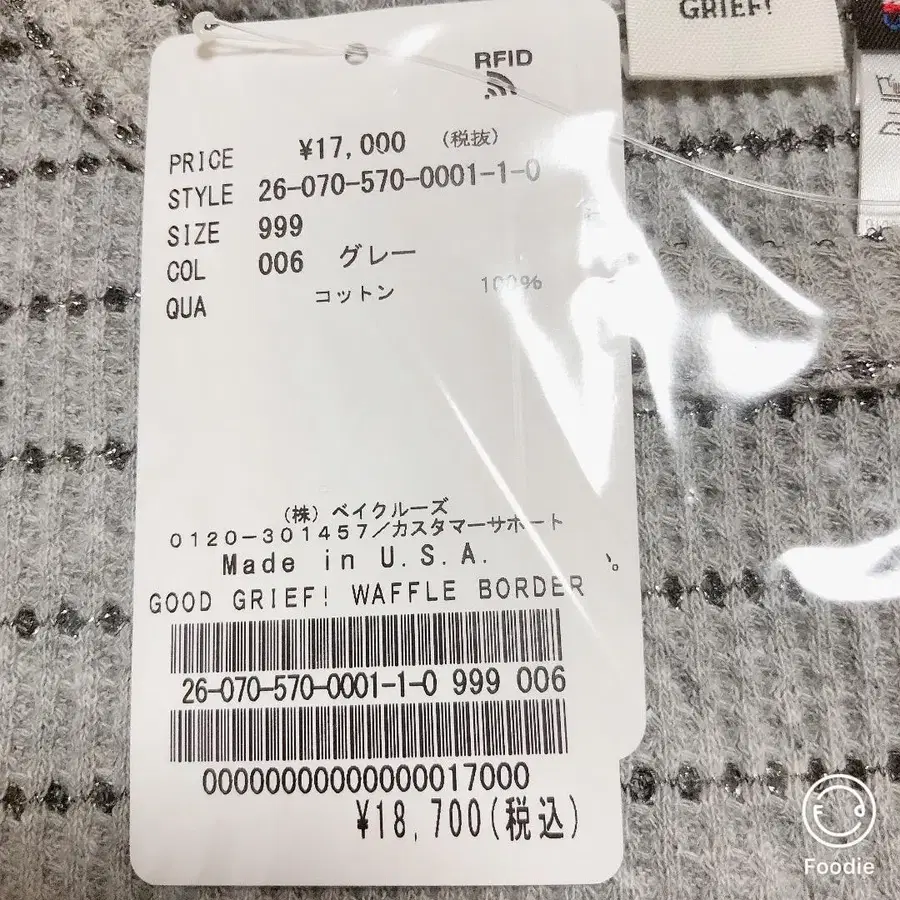 GRIEF!
RFID
PRICE ¥17,000 (税抜)
STYLE 26-070-570-0001-1-0
SIZE 999
COL 006 グレー
QUA コットン 100%
(株) ベイクルーズ
0120-301457/カスタマーサポート
Made in U.S.A.
GOOD GRIEF! WAFFLE BORDER
26-070-570-0001-1-0 999 006
00000000000000017000
¥18,700(税込)
Foodie